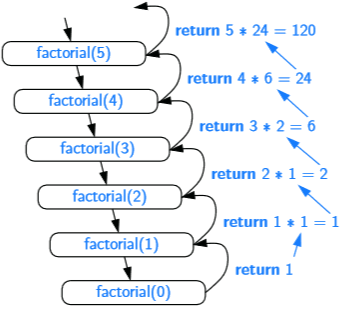 return 5 * 24 = 120
factorial(5)
return 4 * 6 = 24
factorial(4)
return 3 * 2 = 6
factorial(3)
return 2 * 1 = 2
factorial(2)
return 1 * 1 = 1
factorial(1)
return 1
factorial(0)